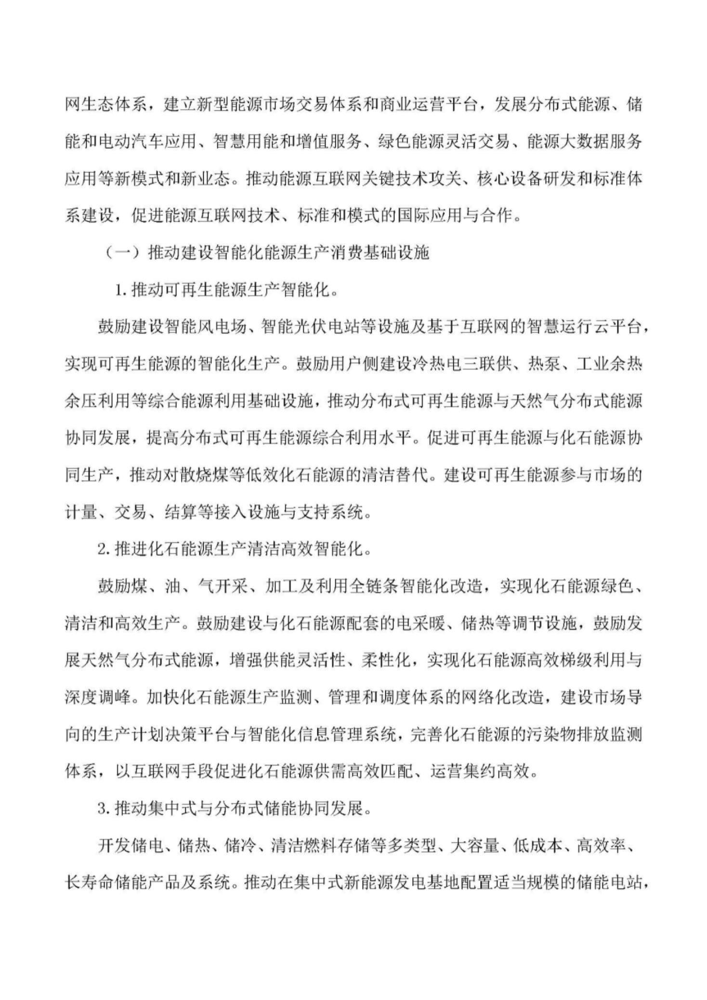 网生态体系，建立新型能源市场交易体系和商业运营平台，发展分布式能源、储
能和电动汽车应用、智慧用能和增值服务、绿色能源灵活交易、能源大数据服务
应用等新模式和新业态。推动能源互联网关键技术攻关、核心设备研发和标准体
系建设，促进能源互联网技术、标准和模式的国际应用与合作。
（一）推动建设智能化能源生产消费基础设施
1.推动可再生能源生产智能化。
鼓励建设智能风电场、智能光伏电站等设施及基于互联网的智慧运行云平台，
实现可再生能源的智能化生产。鼓励用户侧建设冷热电三联供、热泵、工业余热
余压利用等综合能源利用基础设施，推动分布式可再生能源与天然气分布式能源
协同发展，提高分布式可再生能源综合利用水平。促进可再生能源与化石能源协
同生产，推动对散烧煤等低效化石能源的清洁替代。建设可再生能源参与市场的
计量、交易、结算等接入设施与支持系统。
2.推进化石能源生产清洁高效智能化。
鼓励煤、油、气开采、加工及利用全链条智能化改造，实现化石能源绿色、
清洁和高效生产。鼓励建设与化石能源配套的电采暖、储热等调节设施，鼓励发
展天然气分布式能源，增强供能灵活性、柔性化，实现化石能源高效梯级利用与
深度调峰。加快化石能源生产监测、管理和调度体系的网络化改造，建设市场导
向的生产计划决策平台与智能化信息管理系统，完善化石能源的污染物排放监测
体系，以互联网手段促进化石能源供需高效匹配、运营集约高效。
3.推动集中式与分布式储能协同发展。
开发储电、储热、储冷、清洁燃料存储等多类型、大容量、低成本、高效率、
长寿命储能产品及系统。推动在集中式新能源发电基地配置适当规模的储能电站，